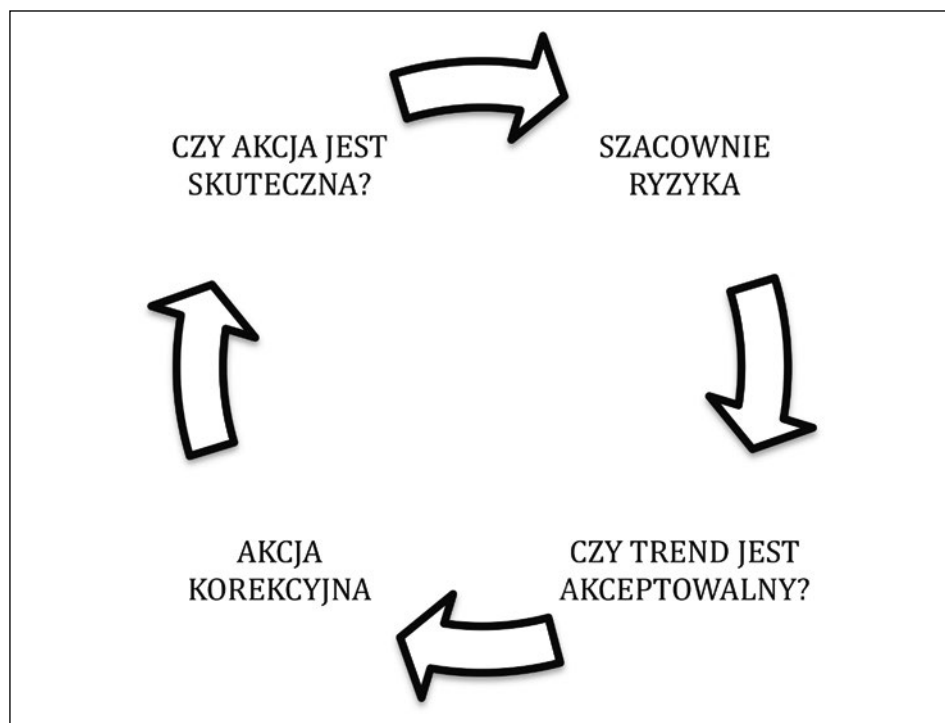 CZY AKCJA JEST
SKUTECZNA?
SZACOWNIE
RYZYKA
AKCJA
KOREKCYJNA
CZY TREND JEST
AKCEPTOWALNY?